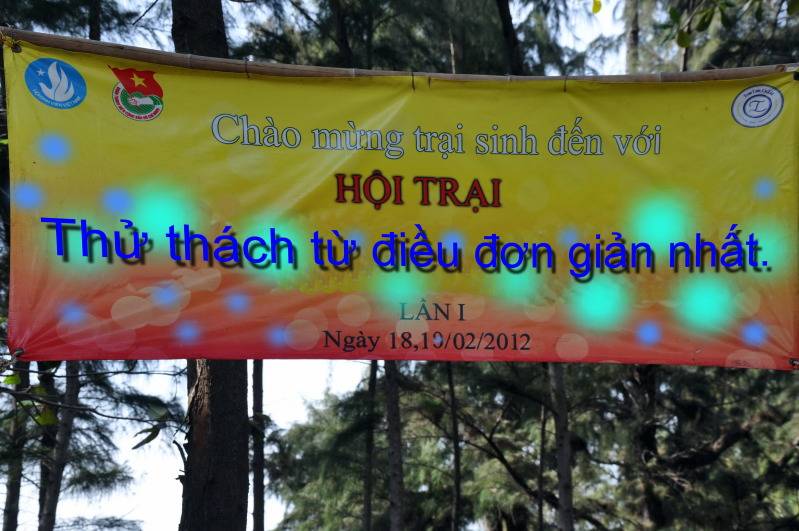 Chào mừng trại sinh đến với
HỘI TRẠI
Thử thách từ điều đơn giản nhất.
LẦN I
Ngày 18,19/02/2012